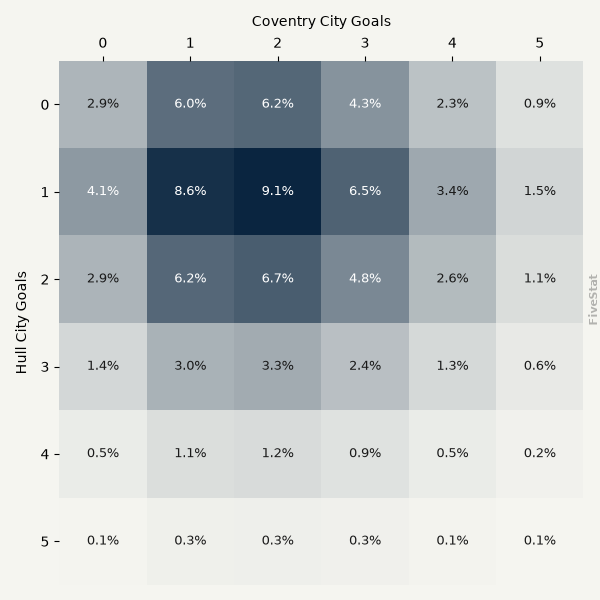 Coventry City Goals
0 1 2 3 4 5
0 2.9% 6.0% 6.2% 4.3% 2.3% 0.9%
1 4.1% 8.6% 9.1% 6.5% 3.4% 1.5%
2 2.9% 6.2% 6.7% 4.8% 2.6% 1.1%
3 1.4% 3.0% 3.3% 2.4% 1.3% 0.6%
4 0.5% 1.1% 1.2% 0.9% 0.5% 0.2%
5 0.1% 0.3% 0.3% 0.3% 0.1% 0.1%
Hull City Goals
FiveStat